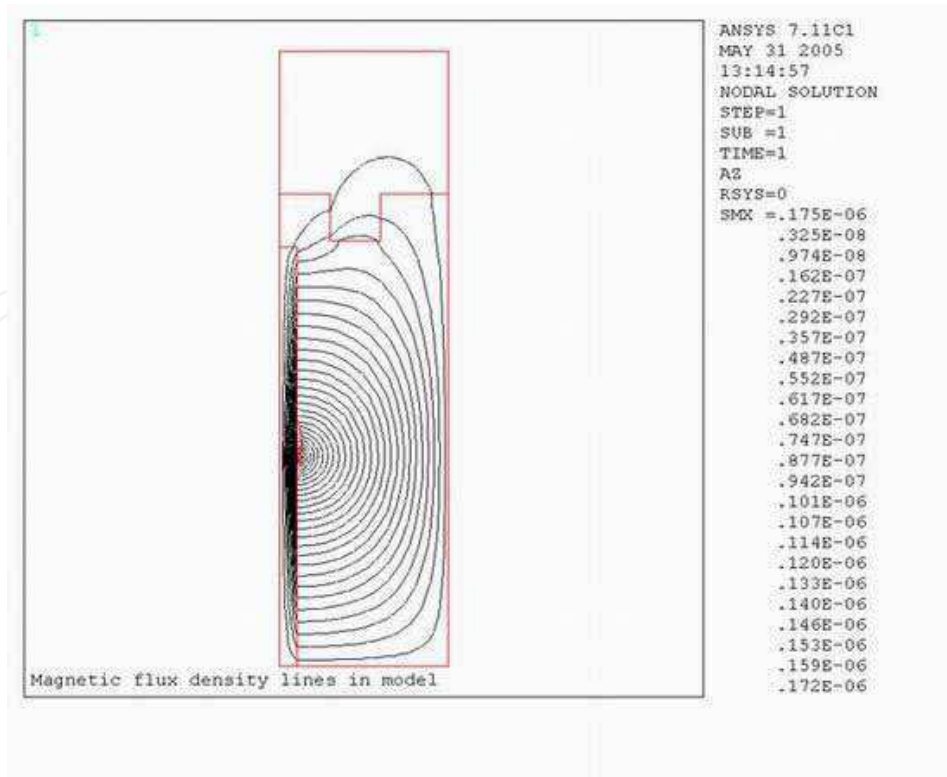 1
ANSYS 7.11C1
MAY 31 2005
13:14:57
NODAL SOLUTION
STEP=1
SUB =1
TIME=1
AZ
RSYS=0
SMX =.175E-06
.325E-08
.974E-08
.162E-07
.227E-07
.292E-07
.357E-07
.487E-07
.552E-07
.617E-07
.682E-07
.747E-07
.877E-07
.942E-07
.101E-06
.107E-06
.114E-06
.120E-06
.133E-06
.140E-06
.146E-06
.153E-06
.159E-06
.172E-06
Magnetic flux density lines in model